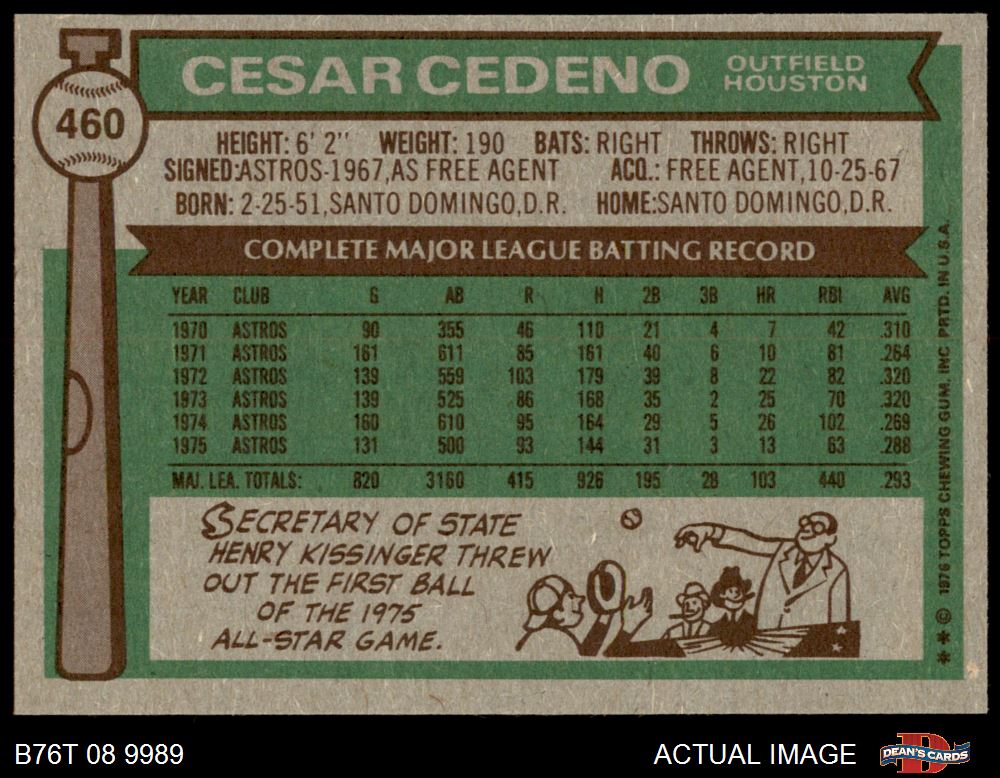 CESAR CEDENO
OUTFIELD
HOUSTON
460
HEIGHT: 6' 2" WEIGHT: 190 BATS: RIGHT THROWS: RIGHT
SIGNED:ASTROS-1967,AS FREE AGENT ACQ.: FREE AGENT,10-25-67
BORN: 2-25-51,SANTO DOMINGO,D.R. HOME:SANTO DOMINGO,D.R.
COMPLETE MAJOR LEAGUE BATTING RECORD
YEAR CLUB G AB R H 2B 3B HR RBI AVG
1970 ASTROS 90 355 46 110 21 4 7 42 .310
1971 ASTROS 161 611 85 161 40 6 10 81 .264
1972 ASTROS 139 559 103 179 39 8 22 82 .320
1973 ASTROS 139 525 86 168 35 2 25 70 .320
1974 ASTROS 160 610 95 164 29 5 26 102 .269
1975 ASTROS 131 500 93 144 31 3 13 63 .288
MAJ. LEA. TOTALS: 820 3160 415 926 195 28 103 440 .293
SECRETARY OF STATE
HENRY KISSINGER THREW
OUT THE FIRST BALL
OF THE 1975
ALL-STAR GAME.
** © 1976 TOPPS CHEWING GUM, INC. PRTD. IN U.S.A.
B76T 08 9989
ACTUAL IMAGE
D
DEAN'S CARDS